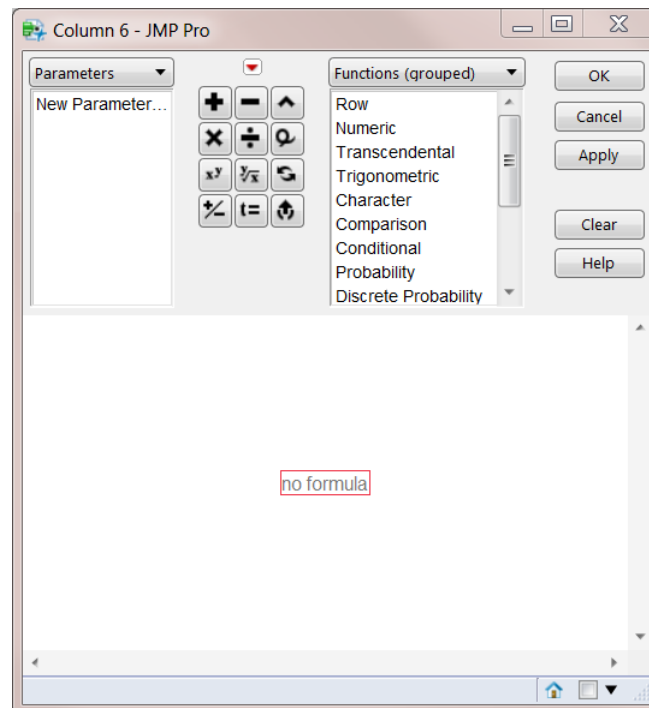 Column 6 - JMP Pro
Parameters
Functions (grouped)
OK
New Parameter...
Row
Numeric
Transcendental
Trigonometric
Character
Comparison
Conditional
Probability
Discrete Probability
Cancel
Apply
Clear
Help
x^y
y√x
t=
no formula